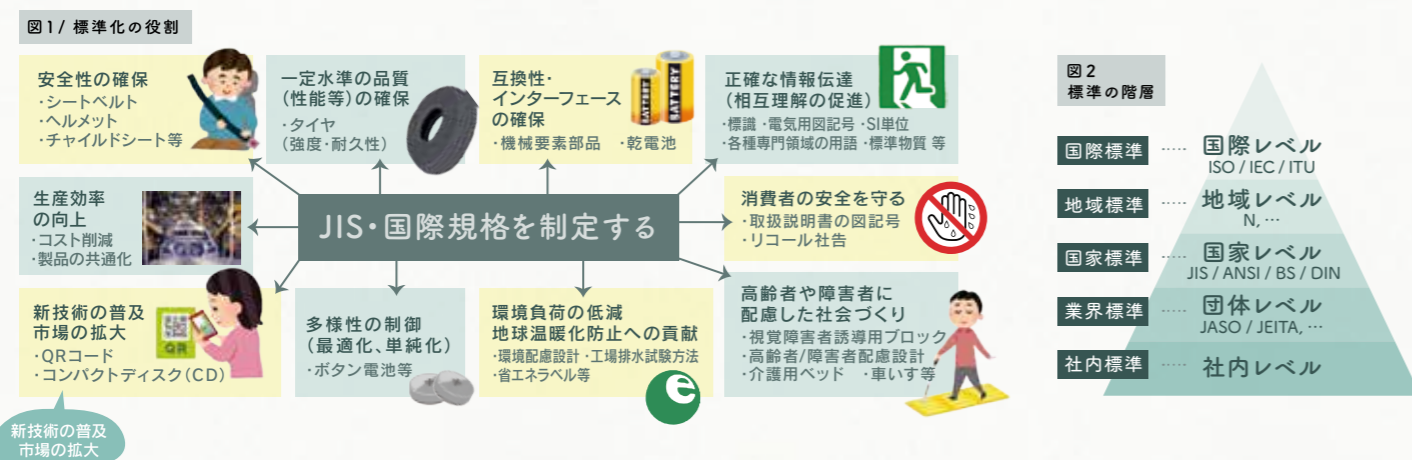 図1/ 標準化の役割
安全性の確保
・シートベルト
・ヘルメット
・チャイルドシート等
一定水準の品質
(性能等)の確保
・タイヤ
(強度・耐久性)
互換性・
インターフェース
の確保
・機械要素部品 ・乾電池
BATTERY
BATTERY
正確な情報伝達
(相互理解の促進)
・標識 ・電気用図記号 ・SI単位
・各種専門領域の用語 ・標準物質 等
生産効率
の向上
・コスト削減
・製品の共通化
JIS・国際規格を制定する
消費者の安全を守る
・取扱説明書の図記号
・リコール社告
新技術の普及
市場の拡大
・QRコード
・コンパクトディスク(CD)
QR
多様性の制御
(最適化、単純化)
・ボタン電池等
環境負荷の低減
地球温暖化防止への貢献
・環境配慮設計 ・工場排水試験方法
・省エネラベル等
e
高齢者や障害者に
配慮した社会づくり
・視覚障害者誘導用ブロック
・高齢者/障害者配慮設計
・介護用ベッド ・車いす等
新技術の普及
市場の拡大
図2
標準の階層
国際標準 ····· 国際レベル
ISO / IEC / ITU
地域標準 ····· 地域レベル
N, …
国家標準 ····· 国家レベル
JIS / ANSI / BS / DIN
業界標準 ····· 団体レベル
JASO / JEITA, …
社内標準 ····· 社内レベル